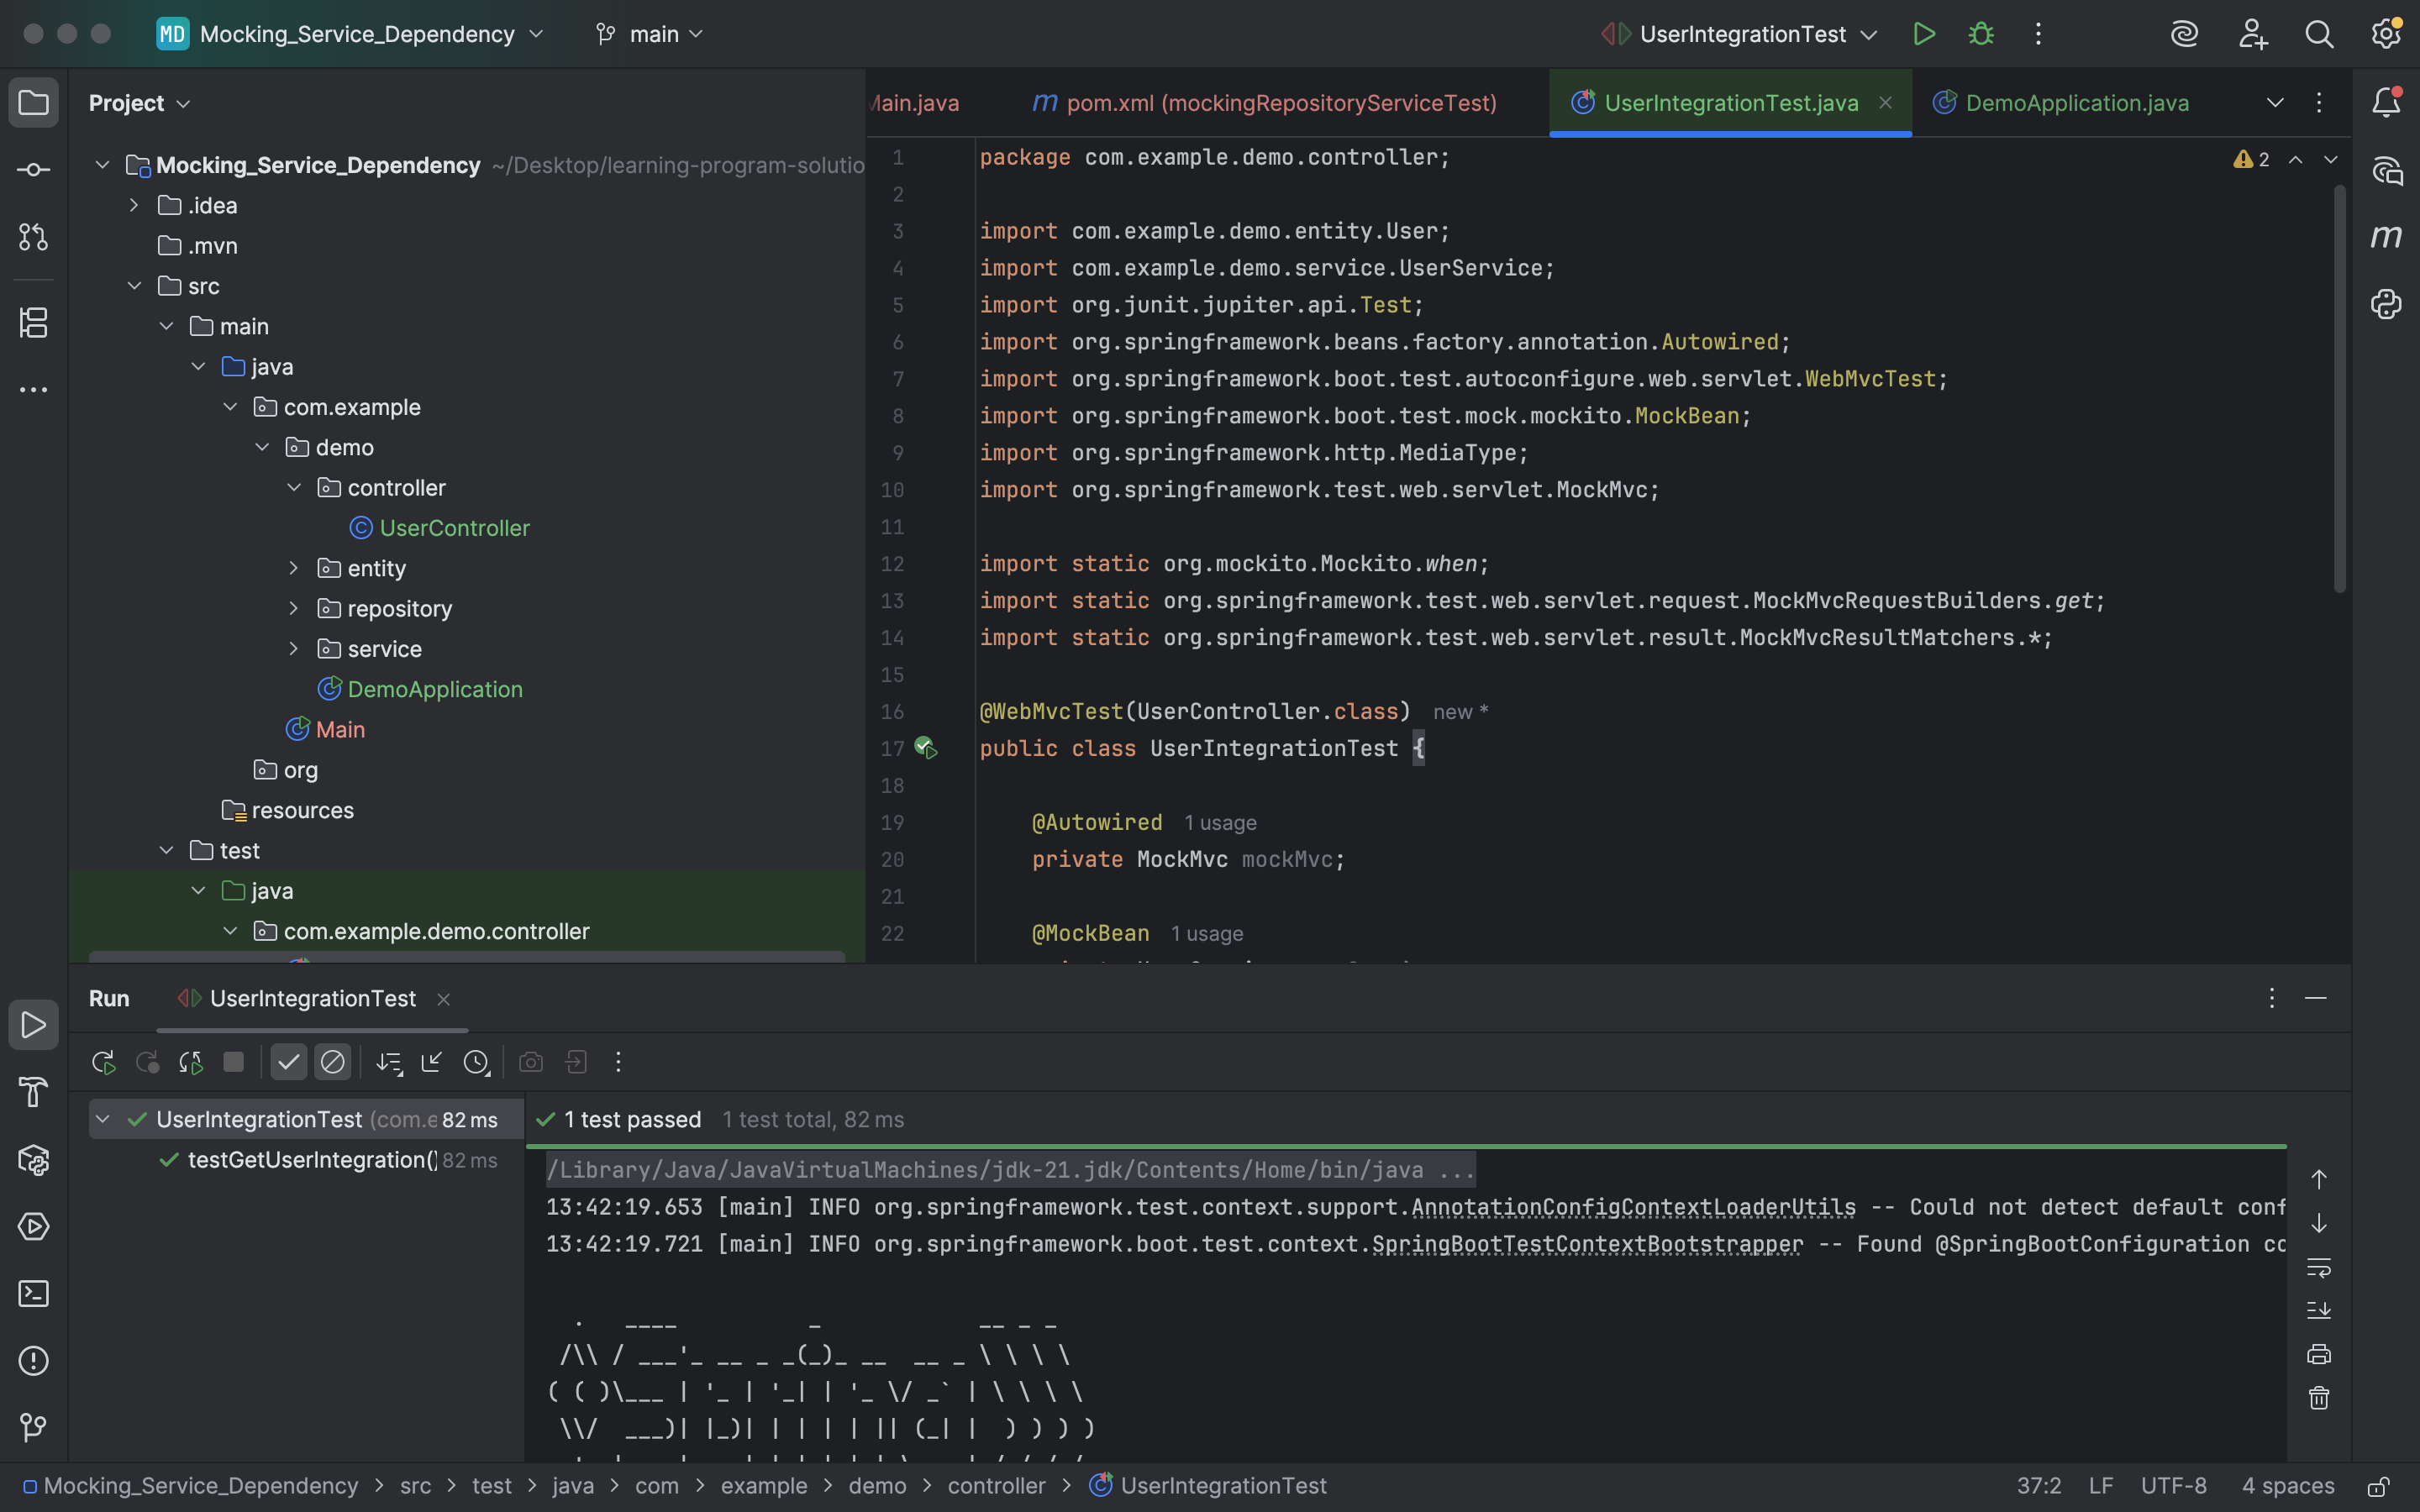 MD Mocking_Service_Dependency main UserIntegrationTest
Project
Main.java m pom.xml (mockingRepositoryServiceTest) UserIntegrationTest.java DemoApplication.java
Mocking_Service_Dependency ~/Desktop/learning-program-solutio
.idea
.mvn
src
main
java
com.example
demo
controller
UserController
entity
repository
service
DemoApplication
Main
org
resources
test
java
com.example.demo.controller
2
1 package com.example.demo.controller;
2
3 import com.example.demo.entity.User;
4 import com.example.demo.service.UserService;
5 import org.junit.jupiter.api.Test;
6 import org.springframework.beans.factory.annotation.Autowired;
7 import org.springframework.boot.test.autoconfigure.web.servlet.WebMvcTest;
8 import org.springframework.boot.test.mock.mockito.MockBean;
9 import org.springframework.http.MediaType;
10 import org.springframework.test.web.servlet.MockMvc;
11
12 import static org.mockito.Mockito.when;
13 import static org.springframework.test.web.servlet.request.MockMvcRequestBuilders.get;
14 import static org.springframework.test.web.servlet.result.MockMvcResultMatchers.*;
15
16 @WebMvcTest(UserController.class) new *
17 public class UserIntegrationTest {
18
19 @Autowired 1 usage
20 private MockMvc mockMvc;
21
22 @MockBean 1 usage
Run UserIntegrationTest
UserIntegrationTest (com.e 82 ms
testGetUserIntegration() 82 ms
1 test passed 1 test total, 82 ms
/Library/Java/JavaVirtualMachines/jdk-21.jdk/Contents/Home/bin/java ...
13:42:19.653 [main] INFO org.springframework.test.context.support.AnnotationConfigContextLoaderUtils -- Could not detect default conf
13:42:19.721 [main] INFO org.springframework.boot.test.context.SpringBootTestContextBootstrapper -- Found @SpringBootConfiguration co
Mocking_Service_Dependency > src > test > java > com > example > demo > controller > UserIntegrationTest
37:2 LF UTF-8 4 spaces